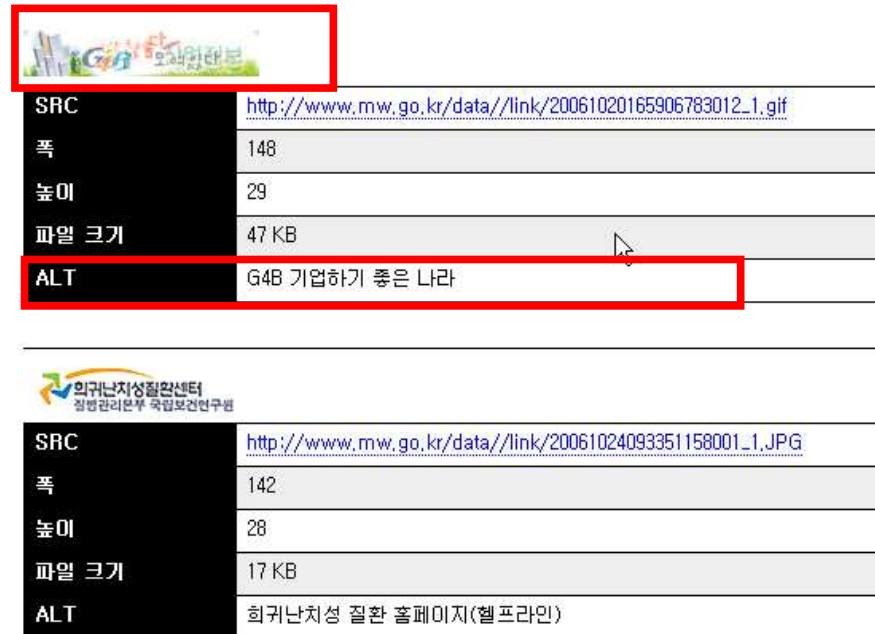 G4B
SRC http://www.mw.go.kr/data//link/20061020165906783012_1.gif
폭 148
높이 29
파일 크기 47 KB
ALT G4B 기업하기 좋은 나라
희귀난치성질환센터
질병관리본부 국립보건연구원
SRC http://www.mw.go.kr/data//link/20061024093351158001_1.JPG
폭 142
높이 28
파일 크기 17 KB
ALT 희귀난치성 질환 홈페이지(헬프라인)